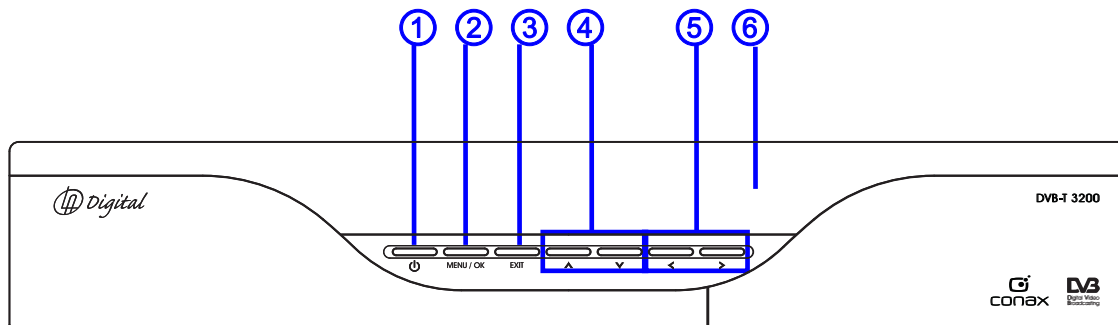 1 2 3 4 5 6
Digital
DVB-T 3200
MENU / OK EXIT
conax
DVB
Digital Video
Broadcasting